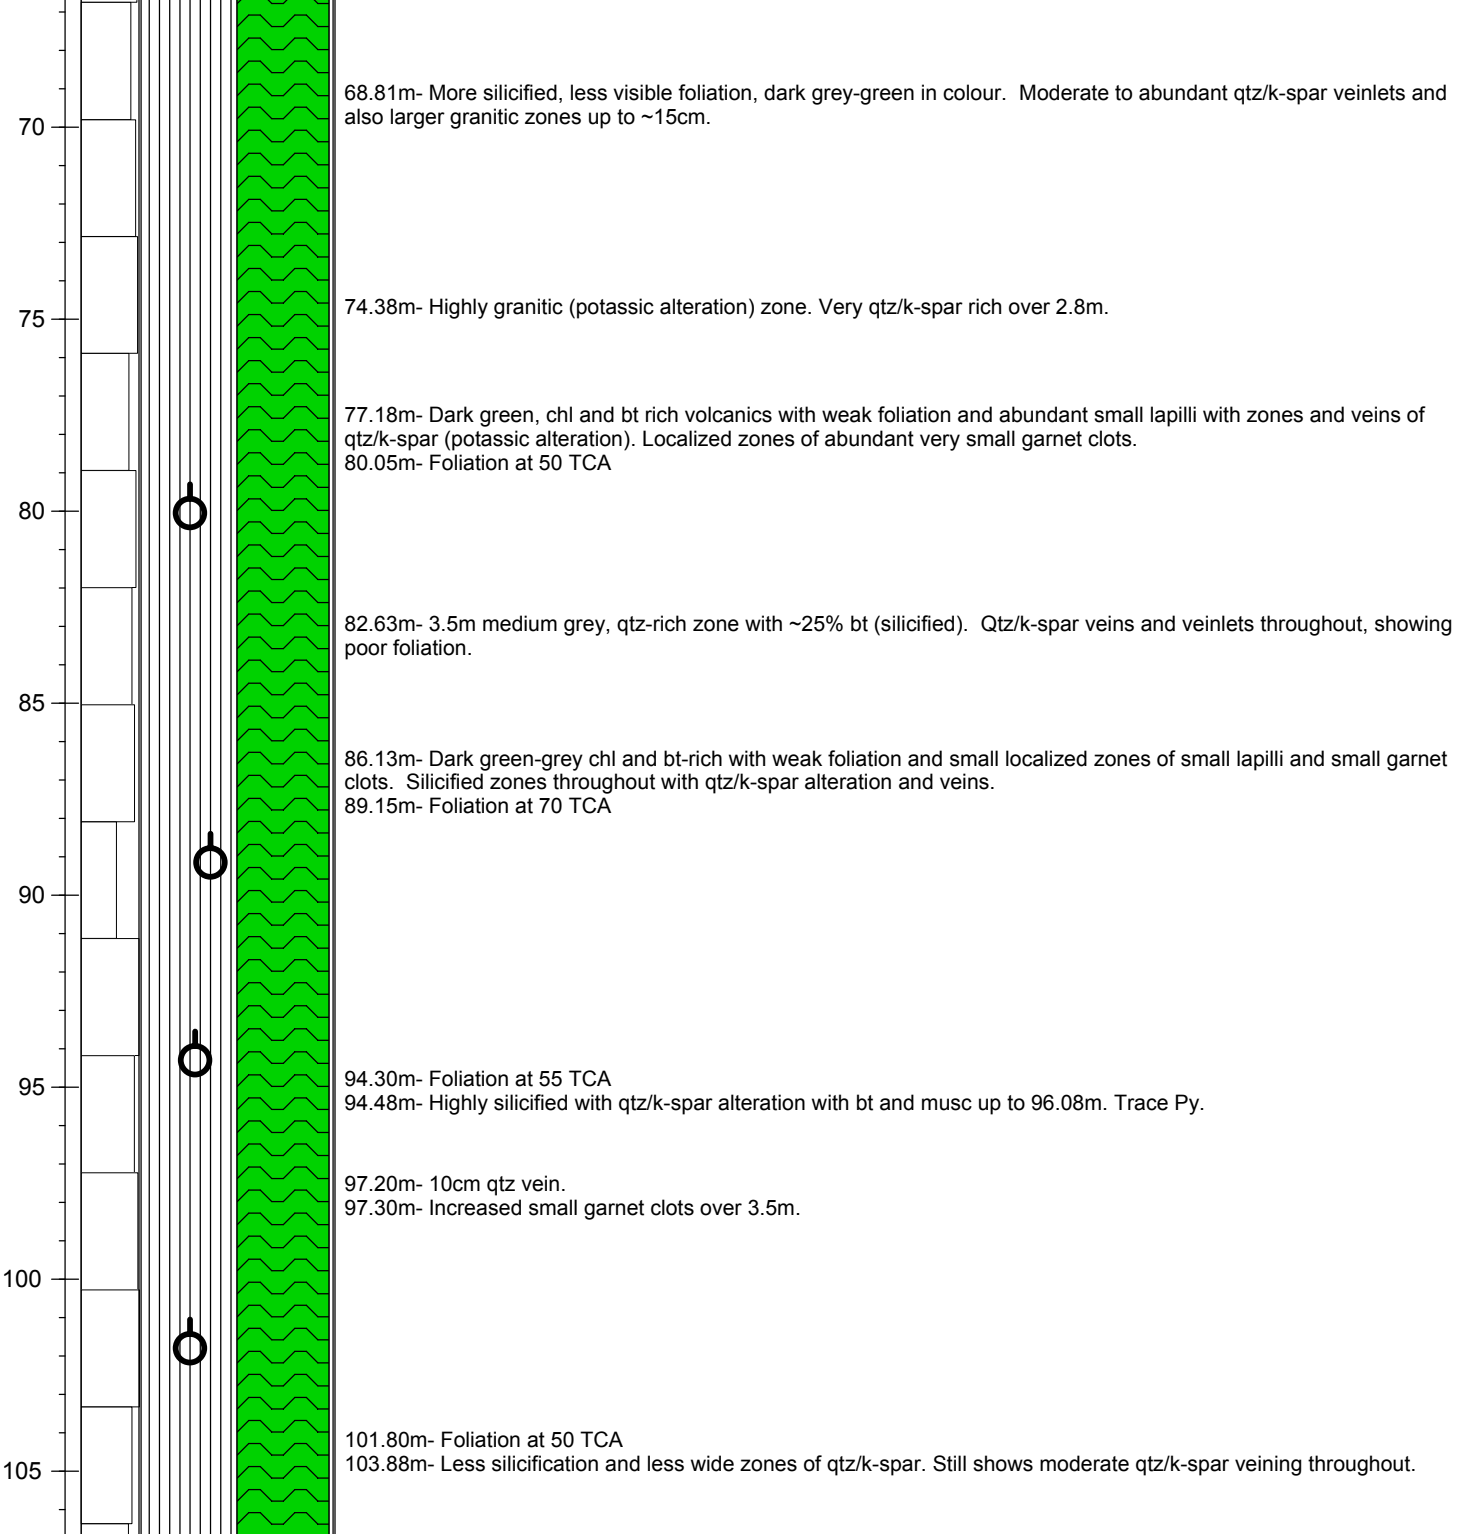 68.81m- More silicified, less visible foliation, dark grey-green in colour.  Moderate to abundant qtz/k-spar veinlets and
also larger granitic zones up to ~15cm.
70
74.38m- Highly granitic (potassic alteration) zone. Very qtz/k-spar rich over 2.8m.
75
77.18m- Dark green, chl and bt rich volcanics with weak foliation and abundant small lapilli with zones and veins of
qtz/k-spar (potassic alteration). Localized zones of abundant very small garnet clots.
80.05m- Foliation at 50 TCA
80
82.63m- 3.5m medium grey, qtz-rich zone with ~25% bt (silicified).  Qtz/k-spar veins and veinlets throughout, showing
poor foliation.
85
86.13m- Dark green-grey chl and bt-rich with weak foliation and small localized zones of small lapilli and small garnet
clots.  Silicified zones throughout with qtz/k-spar alteration and veins.
89.15m- Foliation at 70 TCA
90
94.30m- Foliation at 55 TCA
95
94.48m- Highly silicified with qtz/k-spar alteration with bt and musc up to 96.08m. Trace Py.
97.20m- 10cm qtz vein.
97.30m- Increased small garnet clots over 3.5m.
100
101.80m- Foliation at 50 TCA
103.88m- Less silicification and less wide zones of qtz/k-spar. Still shows moderate qtz/k-spar veining throughout.
105